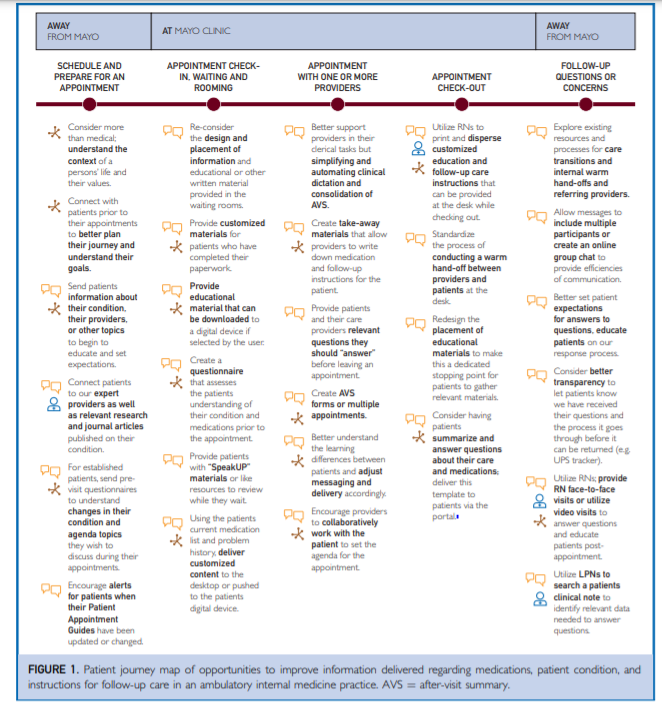 AWAY
FROM MAYO
AT MAYO CLINIC
AWAY
FROM MAYO
SCHEDULE AND
PREPARE FOR AN
APPOINTMENT
Consider more
than medical;
understand the
context of a
persons' life and
their values.
Connect with
patients prior to
their appointments
to better plan
their journey and
understand their
goals.
Send patients
information about
their condition,
their providers,
or other topics
to begin to
educate and set
expectations.
Connect patients
to our expert
providers as well
as relevant research
and journal articles
published on their
condition.
For established
patients, send pre-
visit questionnaires
to understand
changes in their
condition and
agenda topics
they wish to
discuss during their
appointments.
Encourage alerts
for patients when
their Patient
Appointment
Guides have been
updated or changed.
APPOINTMENT CHECK-
IN, WAITING AND
ROOMING
Re-consider
the design and
placement of
information and
educational or other
written material
provided in the
waiting rooms.
Provide customized
materials for
patients who have
completed their
paperwork.
Provide
educational
material that can
be downloaded to
a digital device if
selected by the user.
Create a
questionnaire
that assesses
the patients
understanding of
their condition and
medications prior to
the appointment.
Provide patients
with "SpeakUP"
materials or like
resources to review
while they wait.
Using the patients
current medication
list and problem
history, deliver
customized
content to the
desktop or pushed
to the patients
digital device.
APPOINTMENT
WITH ONE OR MORE
PROVIDERS
Better support
providers in their
clerical tasks but
simplifying and
automating clinical
dictation and
consolidation of
AVS.
Create take-away
materials that allow
providers to write
down medication
and follow-up
instructions for the
patient.
Provide patients
and their care
providers relevant
questions they
should "answer"
before leaving an
appointment.
Create AVS
forms or multiple
appointments.
Better understand
the learning
differences between
patients and adjust
messaging and
delivery accordingly.
Encourage providers
to collaboratively
work with the
patient to set the
agenda for the
appointment.
APPOINTMENT
CHECK-OUT
Utilize RNs to
print and disperse
customized
education and
follow-up care
instructions that
can be provided
at the desk while
checking out.
Standardize
the process of
conducting a warm
hand-off between
providers and
patients at the
desk.
Redesign the
placement of
educational
materials to make
this a dedicated
stopping point for
patients to gather
relevant materials.
Consider having
patients
summarize and
answer questions
about their care
and medications;
deliver this
template to
patients via the
portal.
FOLLOW-UP
QUESTIONS OR
CONCERNS
Explore existing
resources and
processes for care
transitions and
internal warm
hand-offs and
referring providers.
Allow messages to
include multiple
participants or
create an online
group chat to
provide efficiencies
of communication.
Better set patient
expectations
for answers to
questions, educate
patients on our
response process.
Consider better
transparency to
let patients know
we have received
their questions and
the process it goes
through before it
can be returned (e.g.
UPS tracker).
Utilize RNs; provide
RN face-to-face
visits or utilize
video visits to
answer questions
and educate
patients post-
appointment.
Utilize LPNs to
search a patients
clinical note to
identify relevant data
needed to answer
questions.
FIGURE 1. Patient journey map of opportunities to improve information delivered regarding medications, patient condition, and
instructions for follow-up care in an ambulatory internal medicine practice. AVS = after-visit summary.